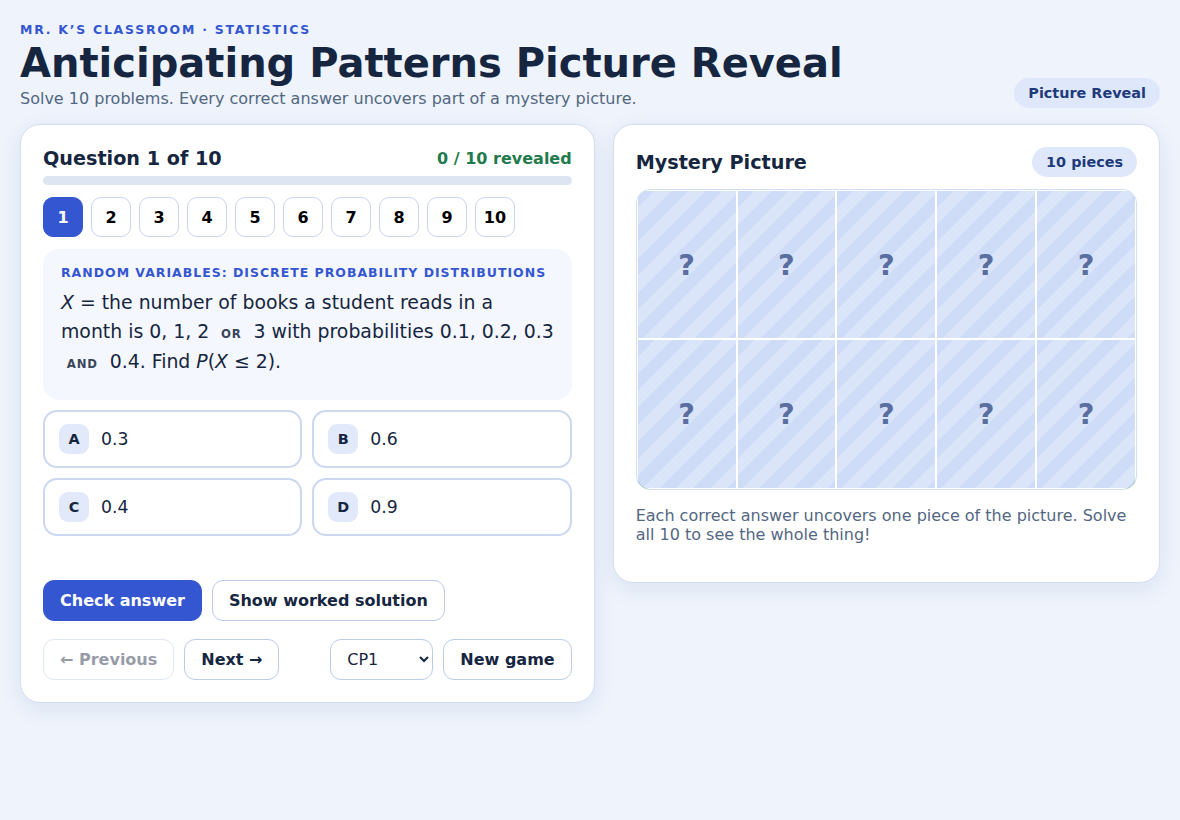 MR. K’S CLASSROOM · STATISTICS
Anticipating Patterns Picture Reveal
Solve 10 problems. Every correct answer uncovers part of a mystery picture.
Picture Reveal
Question 1 of 10
0 / 10 revealed
1 2 3 4 5 6 7 8 9 10
RANDOM VARIABLES: DISCRETE PROBABILITY DISTRIBUTIONS
X = the number of books a student reads in a
month is 0, 1, 2 OR 3 with probabilities 0.1, 0.2, 0.3
AND 0.4. Find P(X ≤ 2).
A 0.3
B 0.6
C 0.4
D 0.9
Check answer
Show worked solution
← Previous
Next →
CP1
New game
Mystery Picture
10 pieces
? ? ? ? ?
? ? ? ? ?
Each correct answer uncovers one piece of the picture. Solve
all 10 to see the whole thing!